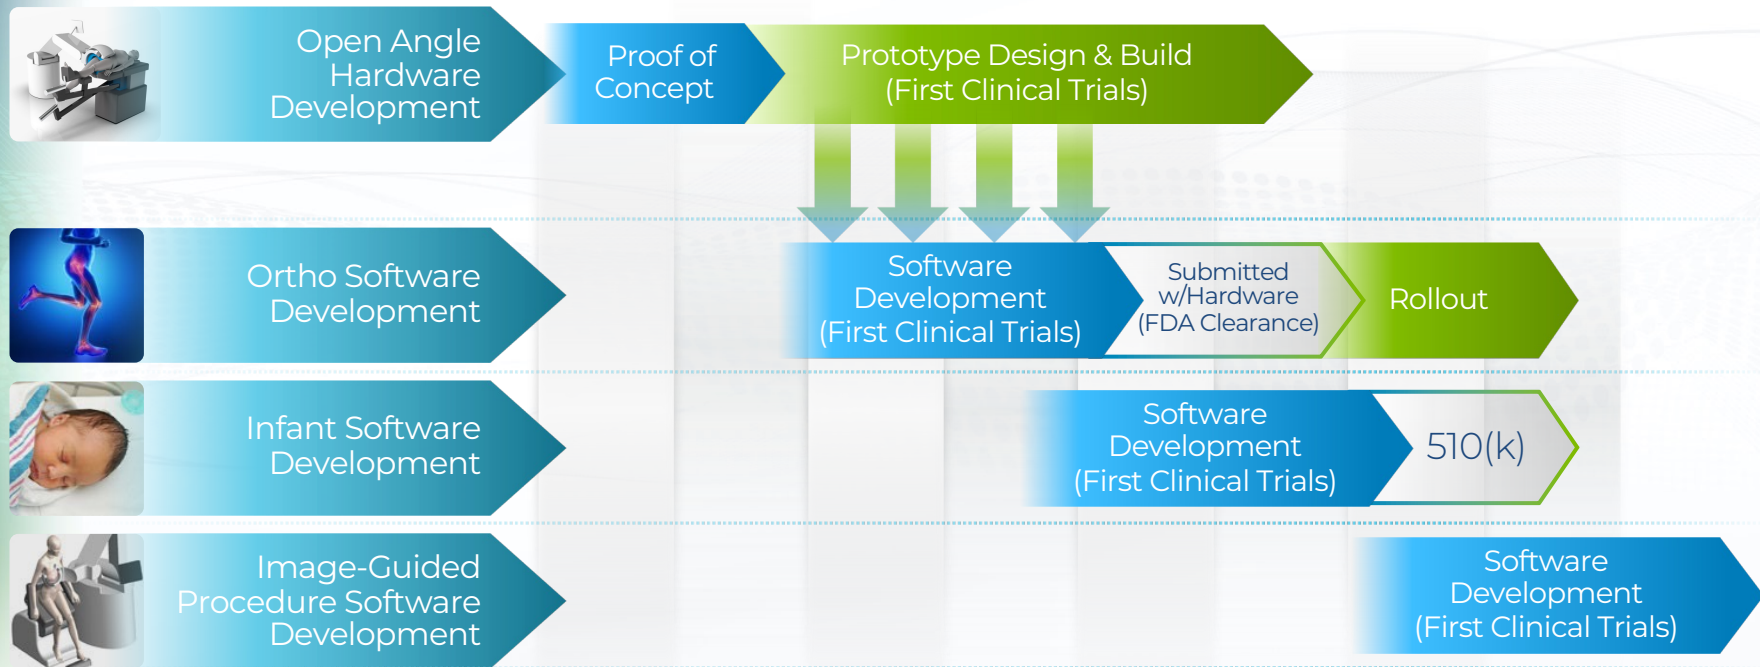 Open Angle
Hardware
Development
Proof of
Concept
Prototype Design & Build
(First Clinical Trials)
Ortho Software
Development
Software
Development
(First Clinical Trials)
Submitted
w/Hardware
(FDA Clearance)
Rollout
Infant Software
Development
Software
Development
(First Clinical Trials)
510(k)
Image-Guided
Procedure Software
Development
Software
Development
(First Clinical Trials)